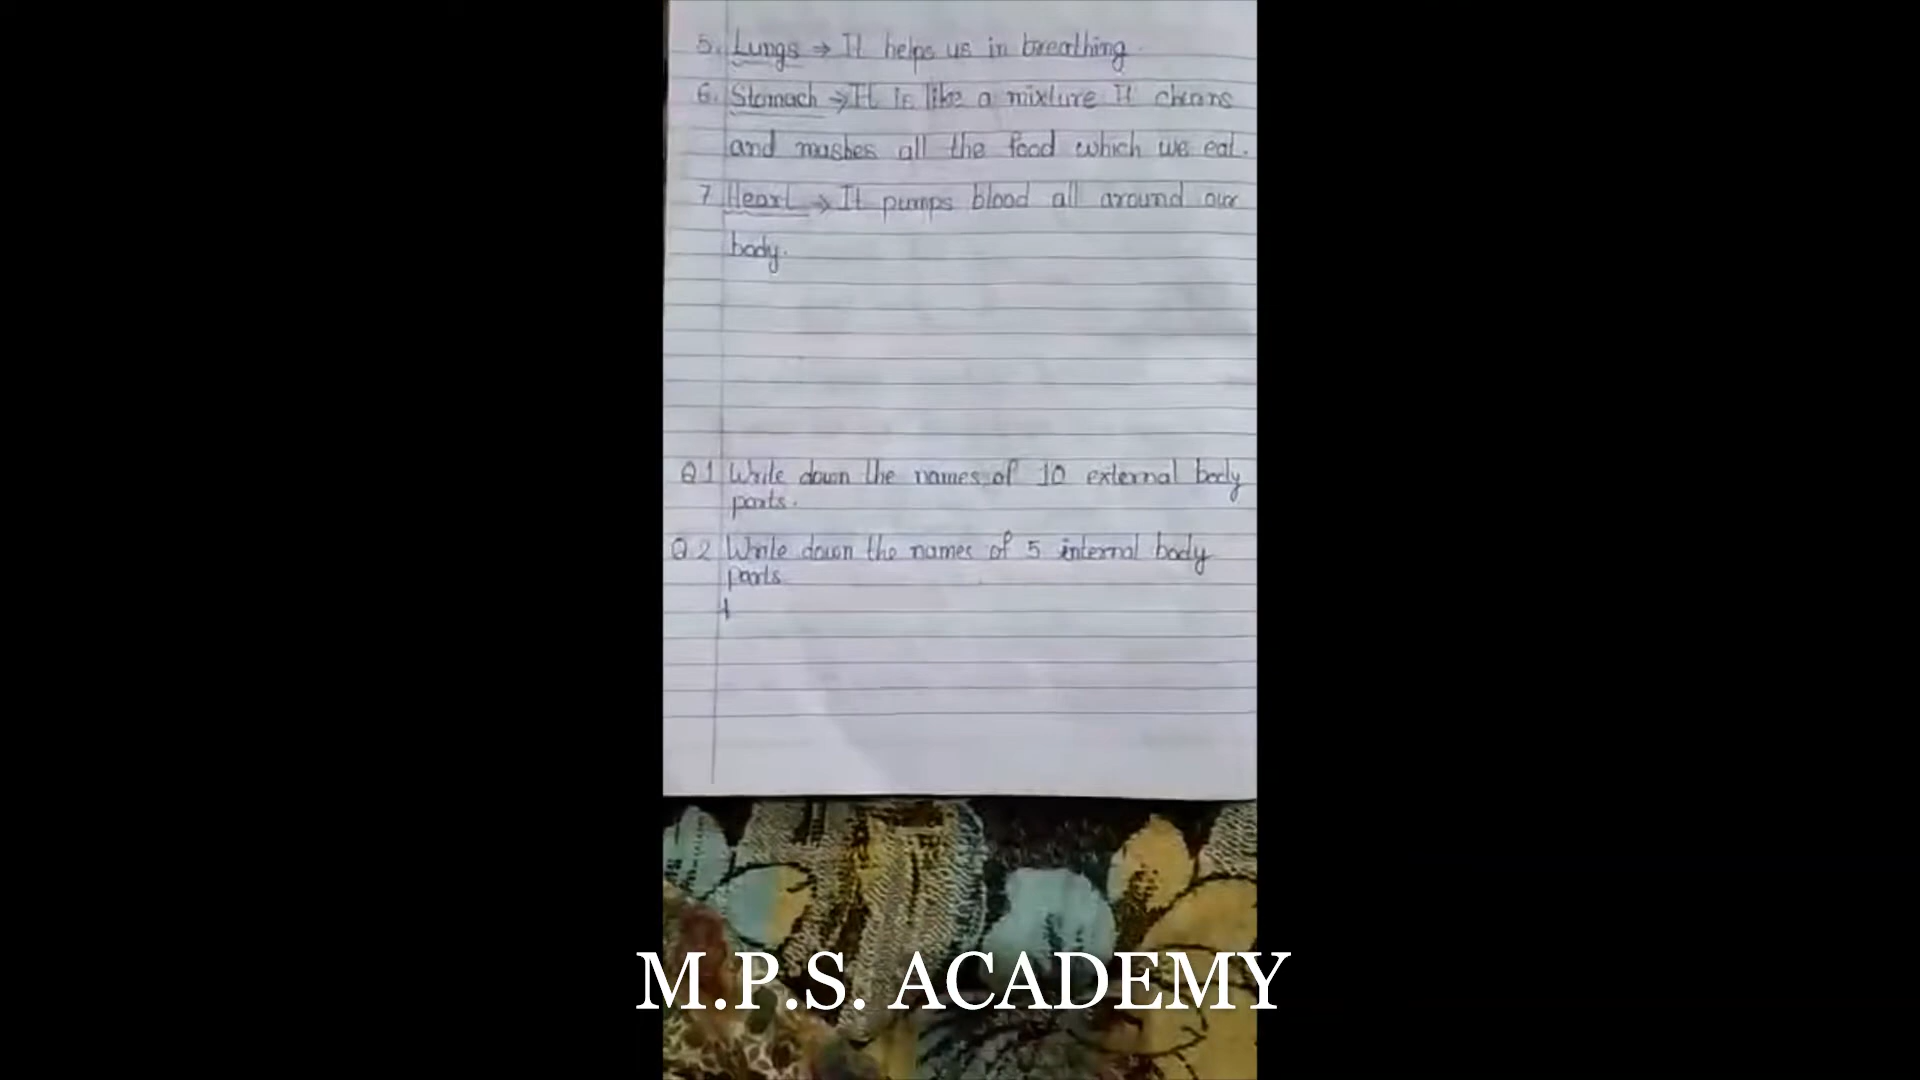 5. Lungs → It helps us in breathing.
6. Stomach → It is like a mixture It churns
and mashes all the food which we eat.
7 Heart → It pumps blood all around our
body.
Q1 Write down the names of 10 external body
parts.
Q.2 Write down the names of 5 internal body
parts.
M.P.S. ACADEMY